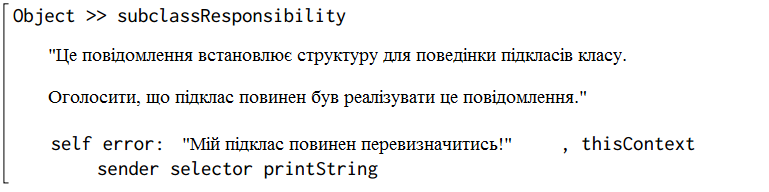 Object >> subclassResponsibility
"Це повідомлення встановлює структуру для поведінки підкласів класу.
Оголосити, що підклас повинен був реалізувати це повідомлення."
self error: "Мій підклас повинен перевизначитись!" , thisContext
sender selector printString